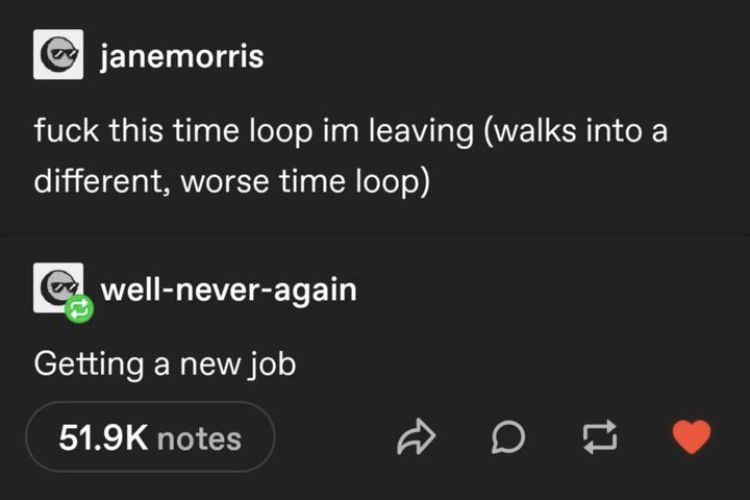 janemorris
fuck this time loop im leaving (walks into a
different, worse time loop)
well-never-again
Getting a new job
51.9K notes